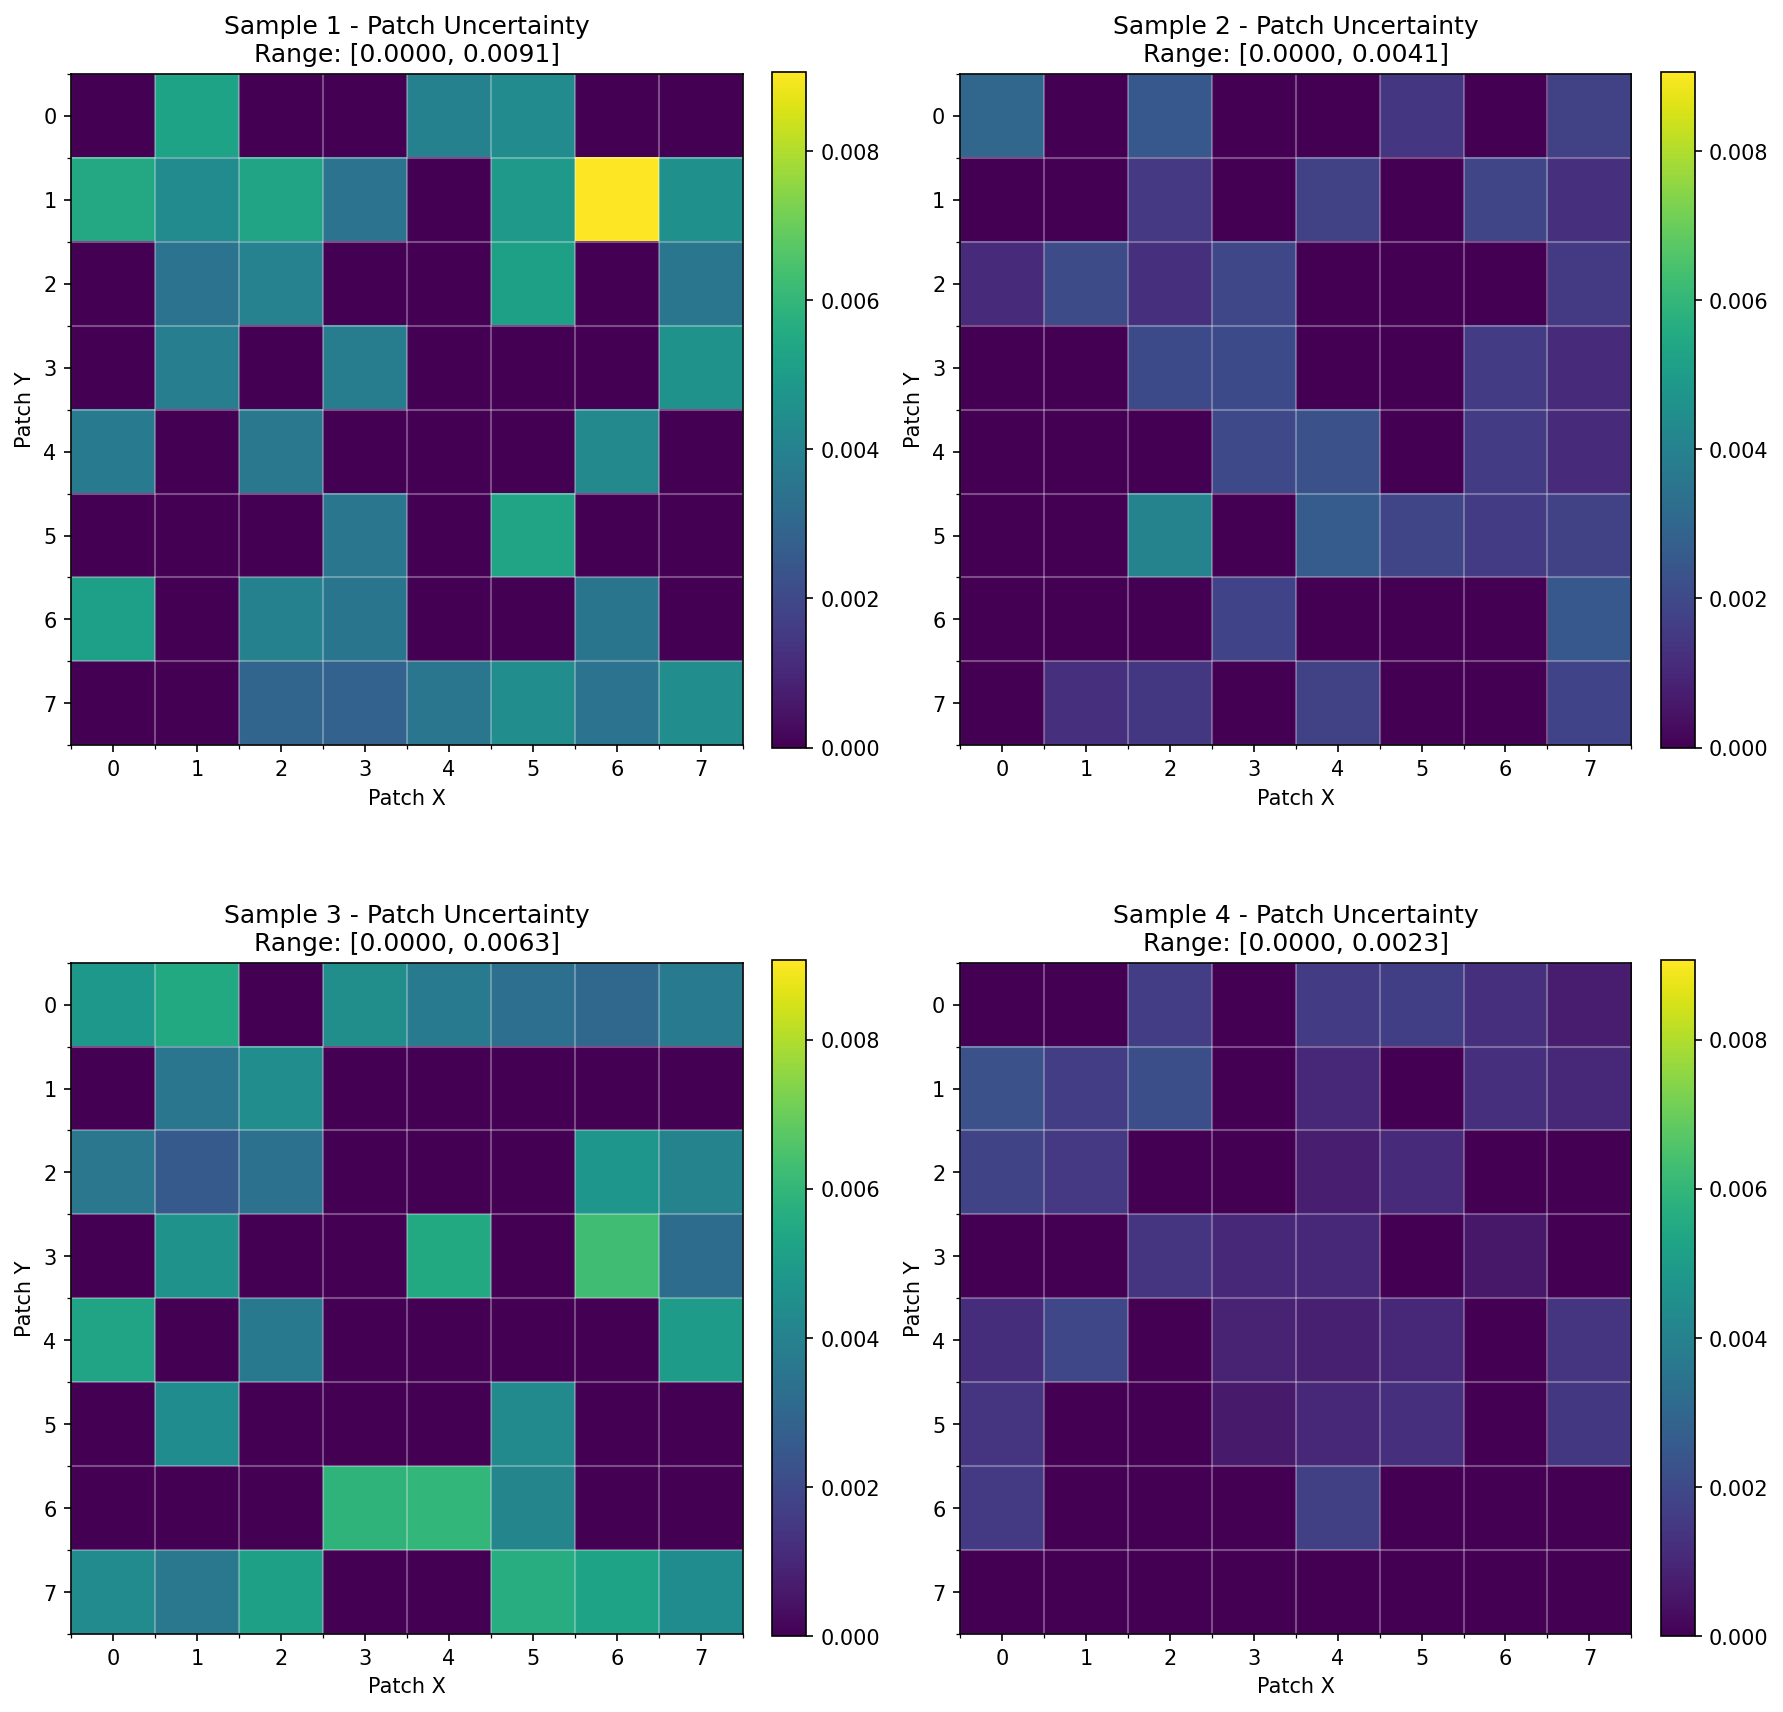 Sample 1 - Patch Uncertainty
Range: [0.0000, 0.0091]
Patch Y
0
1
2
3
4
5
6
7
0 1 2 3 4 5 6 7
Patch X
0.008
0.006
0.004
0.002
0.000
Sample 2 - Patch Uncertainty
Range: [0.0000, 0.0041]
Patch Y
0
1
2
3
4
5
6
7
0 1 2 3 4 5 6 7
Patch X
0.008
0.006
0.004
0.002
0.000
Sample 3 - Patch Uncertainty
Range: [0.0000, 0.0063]
Patch Y
0
1
2
3
4
5
6
7
0 1 2 3 4 5 6 7
Patch X
0.008
0.006
0.004
0.002
0.000
Sample 4 - Patch Uncertainty
Range: [0.0000, 0.0023]
Patch Y
0
1
2
3
4
5
6
7
0 1 2 3 4 5 6 7
Patch X
0.008
0.006
0.004
0.002
0.000